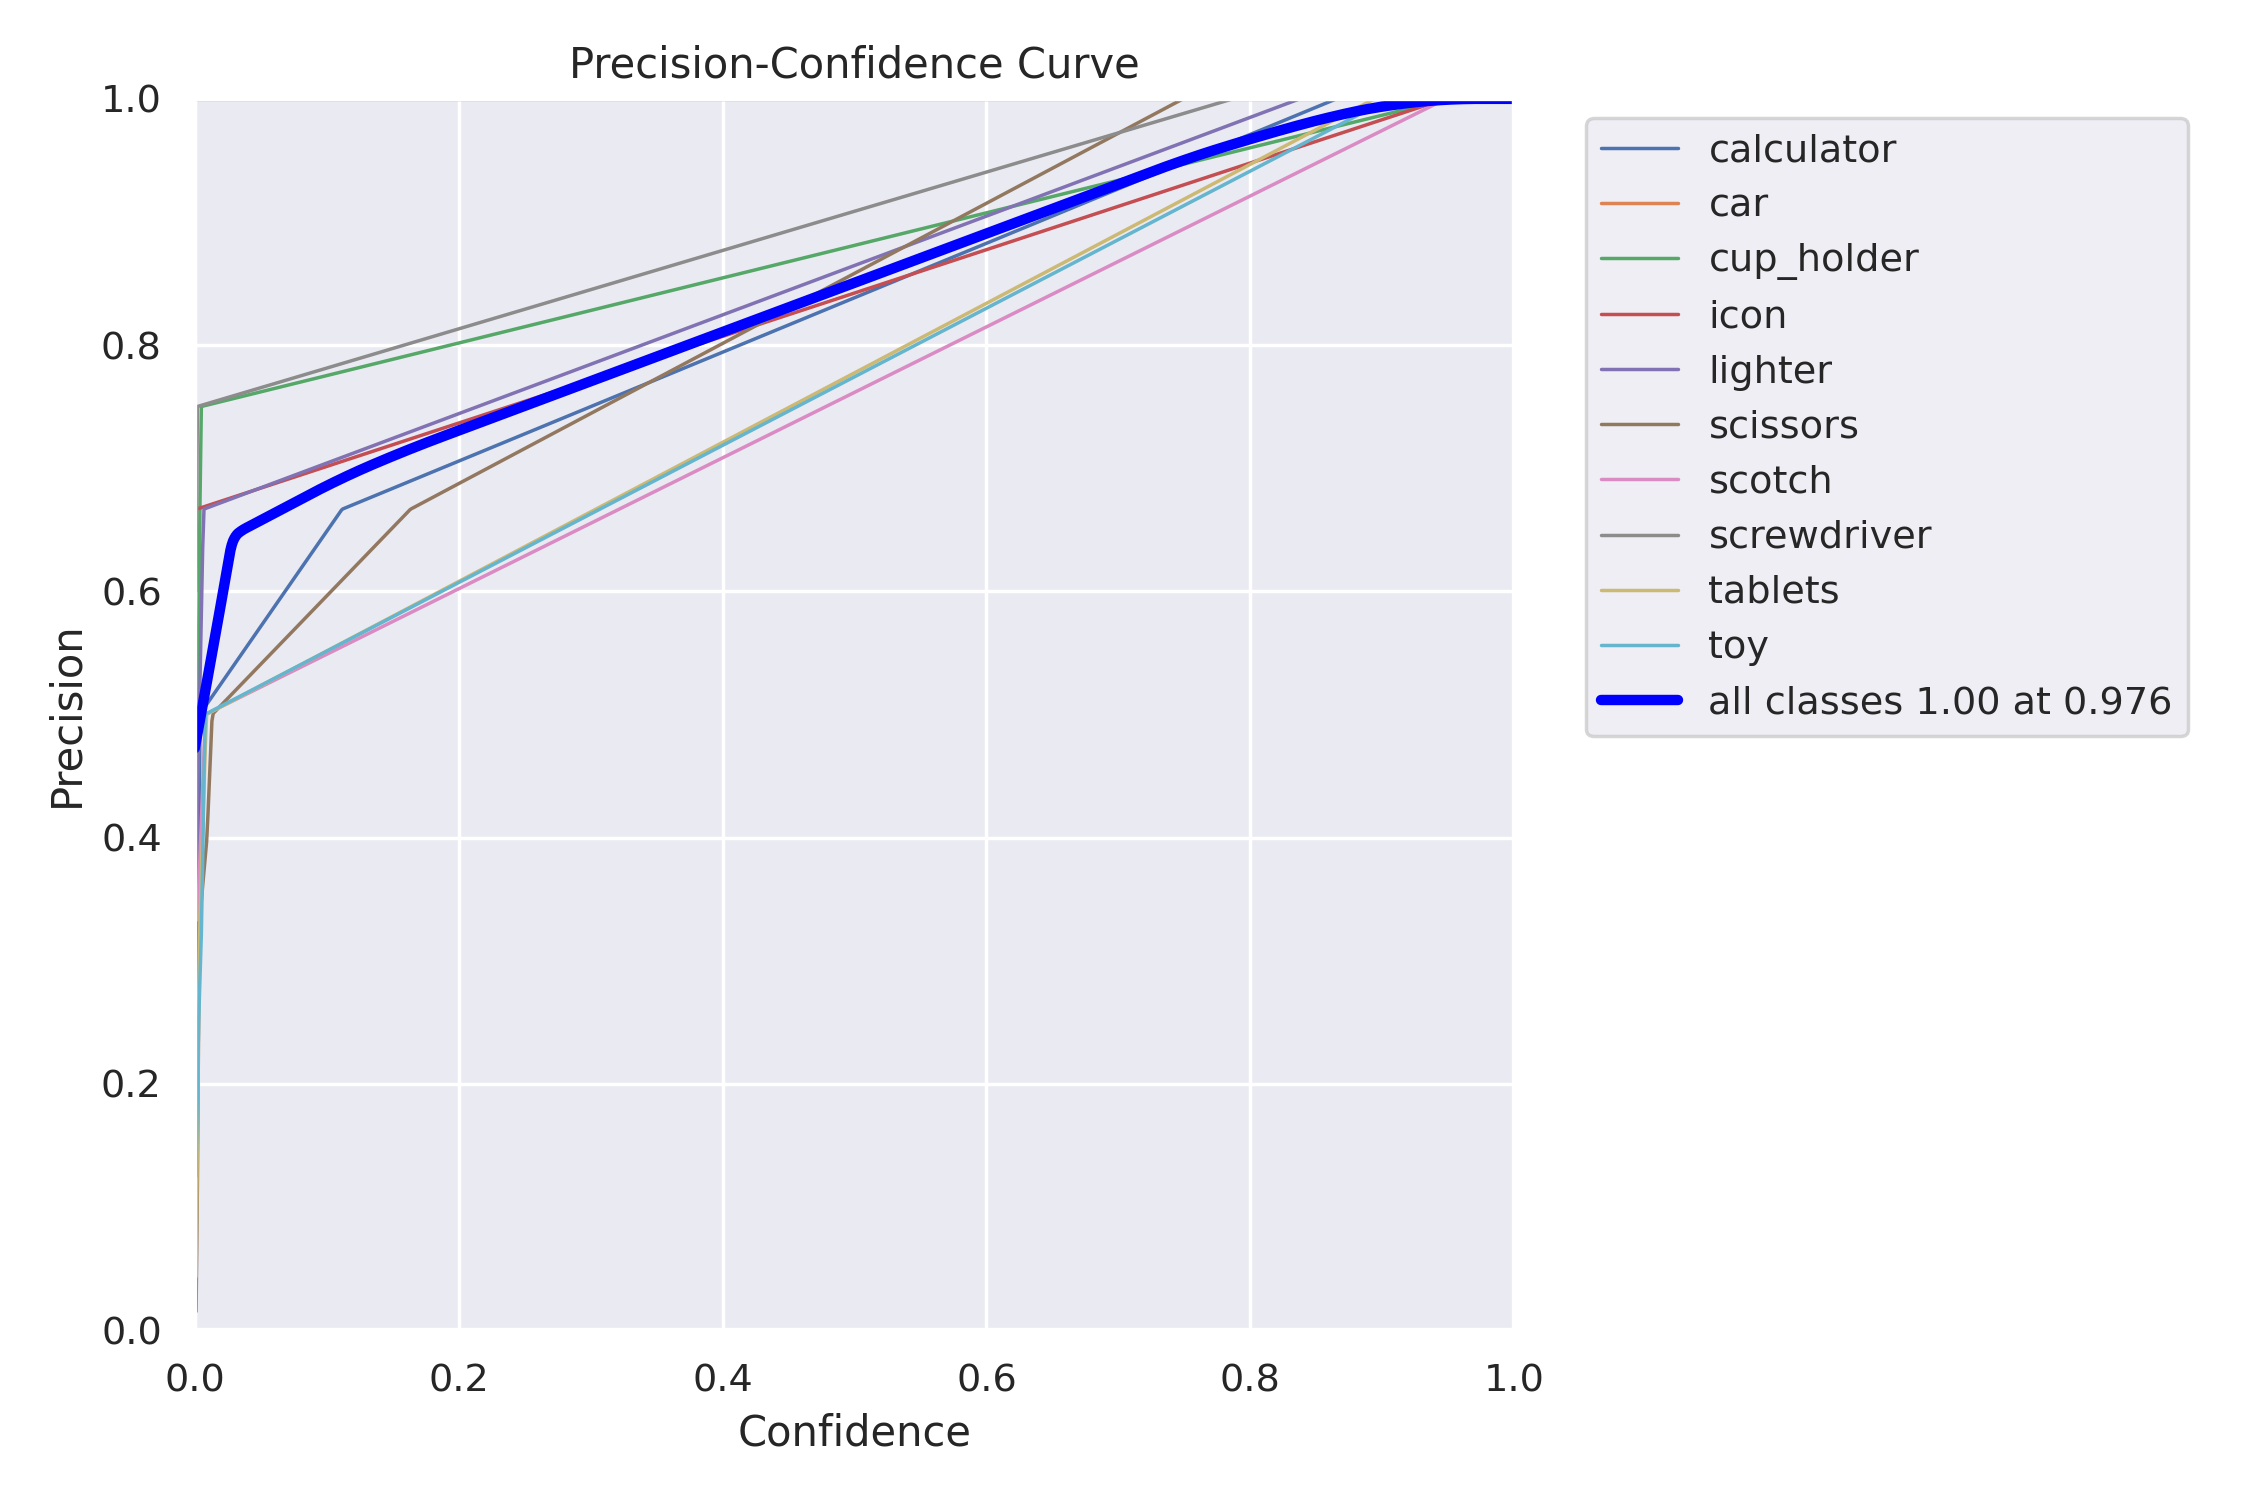 Precision-Confidence Curve
1.0
0.8
0.6
0.4
0.2
0.0
Precision
0.0 0.2 0.4 0.6 0.8 1.0
Confidence
calculator
car
cup_holder
icon
lighter
scissors
scotch
screwdriver
tablets
toy
all classes 1.00 at 0.976